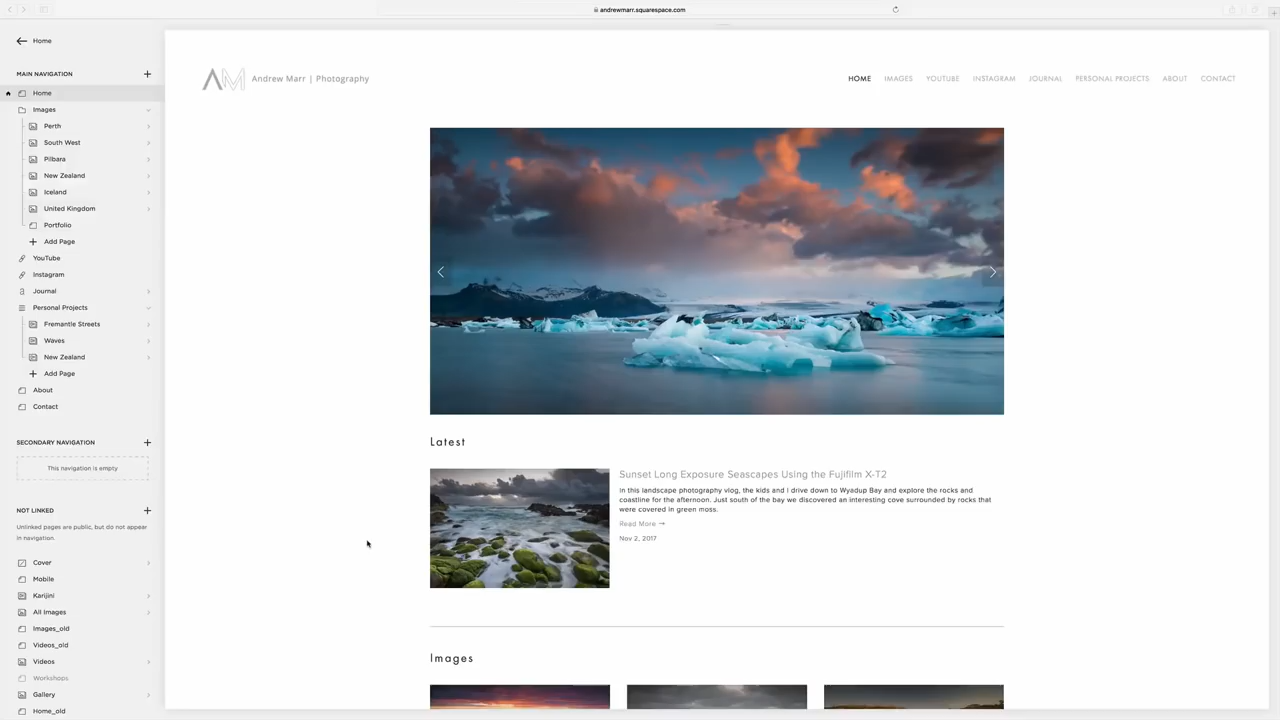 andrewmarr.squarespace.com
Home
MAIN NAVIGATION
Home
Images
Perth
South West
Pilbara
New Zealand
Iceland
United Kingdom
Portfolio
Add Page
YouTube
Instagram
Journal
Personal Projects
Fremantle Streets
Waves
New Zealand
Add Page
About
Contact
SECONDARY NAVIGATION
This navigation is empty
NOT LINKED
Unlinked pages are public, but do not appear
in navigation.
Cover
Mobile
Karijini
All Images
Images_old
Videos_old
Videos
Workshops
Gallery
Home_old
AM Andrew Marr | Photography
HOME IMAGES YOUTUBE INSTAGRAM JOURNAL PERSONAL PROJECTS ABOUT CONTACT
Latest
Sunset Long Exposure Seascapes Using the Fujifilm X-T2
In this landscape photography vlog, the kids and I drive down to Wyadup Bay and explore the rocks and
coastline for the afternoon. Just south of the bay we discovered an interesting cove surrounded by rocks that
were covered in green moss.
Read More →
Nov 2, 2017
Images